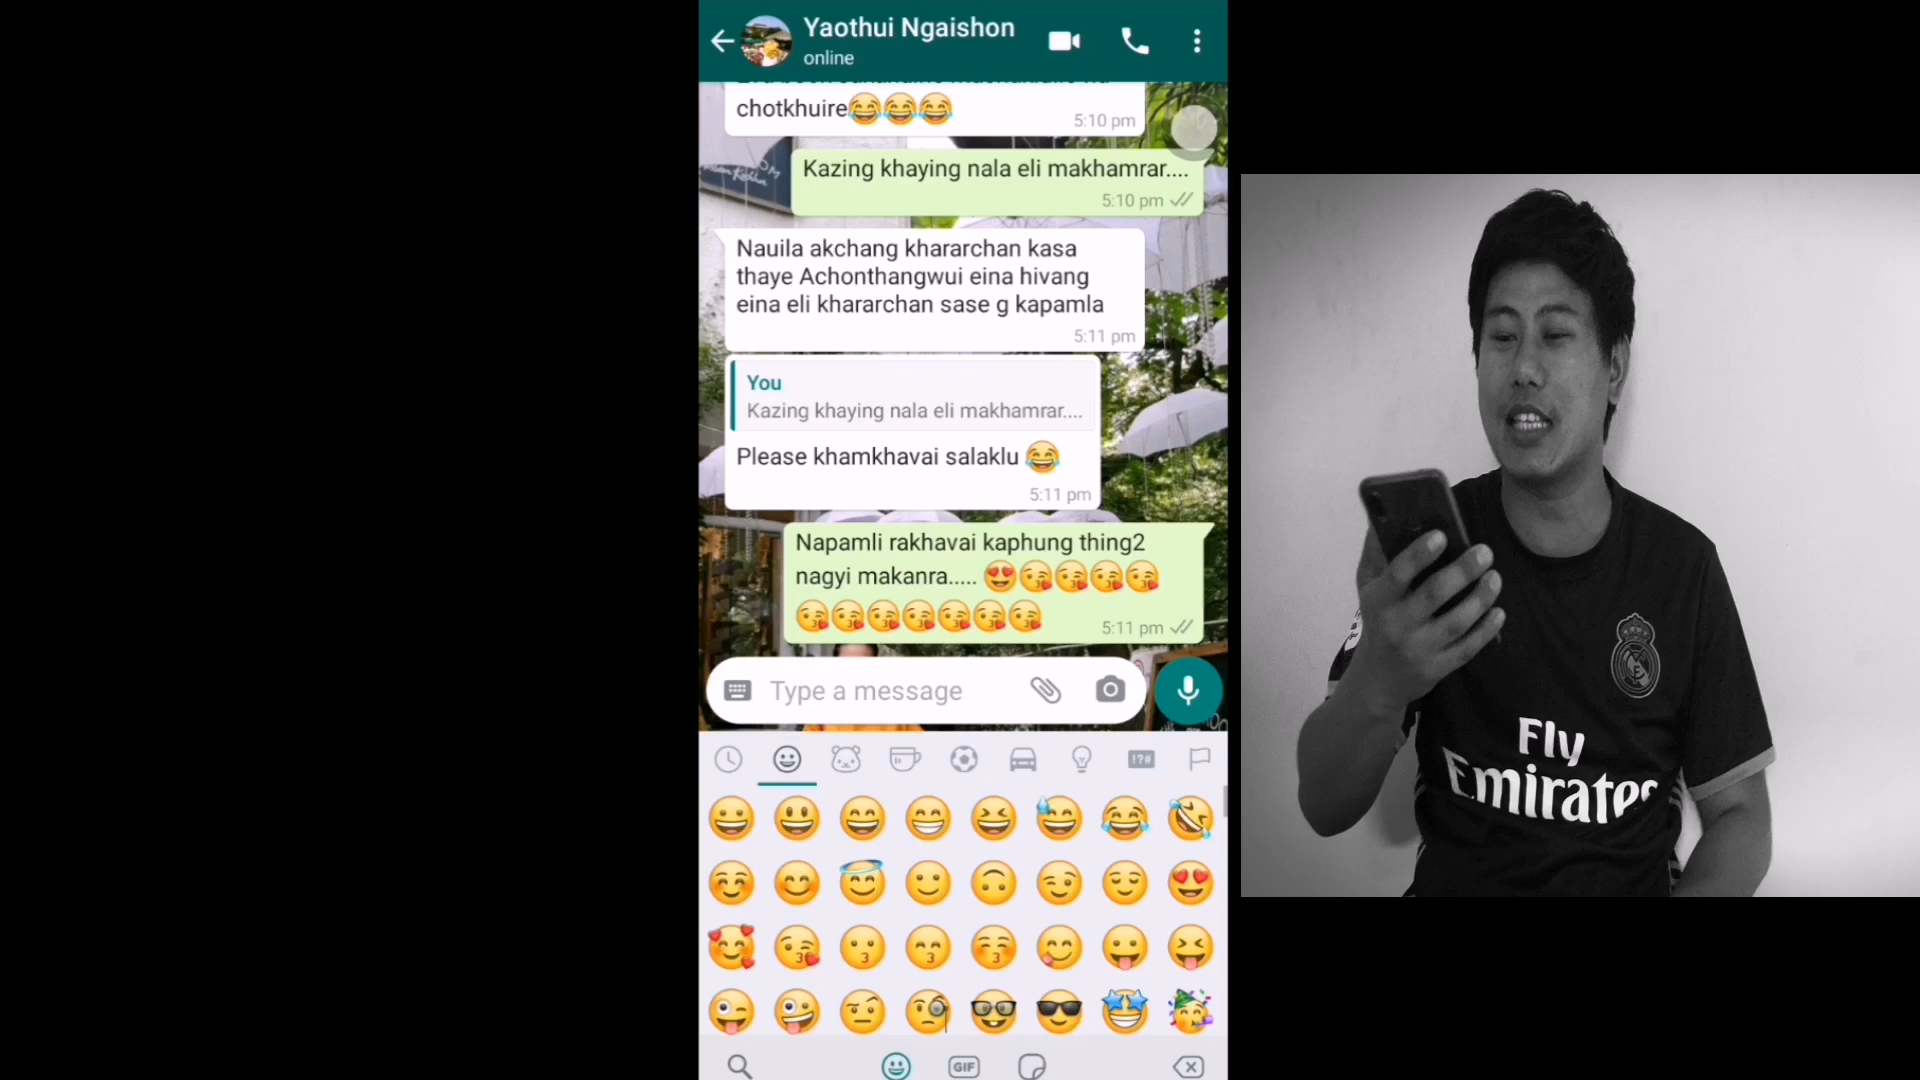 Yaothui Ngaishon
online
chotkhuire😂😂😂
5:10 pm
Kazing khaying nala eli makhamrar....
5:10 pm
Nauila akchang khararchan kasa
thaye Achonthangwui eina hivang
eina eli khararchan sase g kapamla
5:11 pm
You
Kazing khaying nala eli makhamrar....
Please khamkhavai salaklu 😂
5:11 pm
Napamli rakhavai kaphung thing2
nagyi makanra..... 😍😘😘😘😘
😘😘😘😘😘😘😘
5:11 pm
Type a message
!?#
GIF
Fly
Emirates